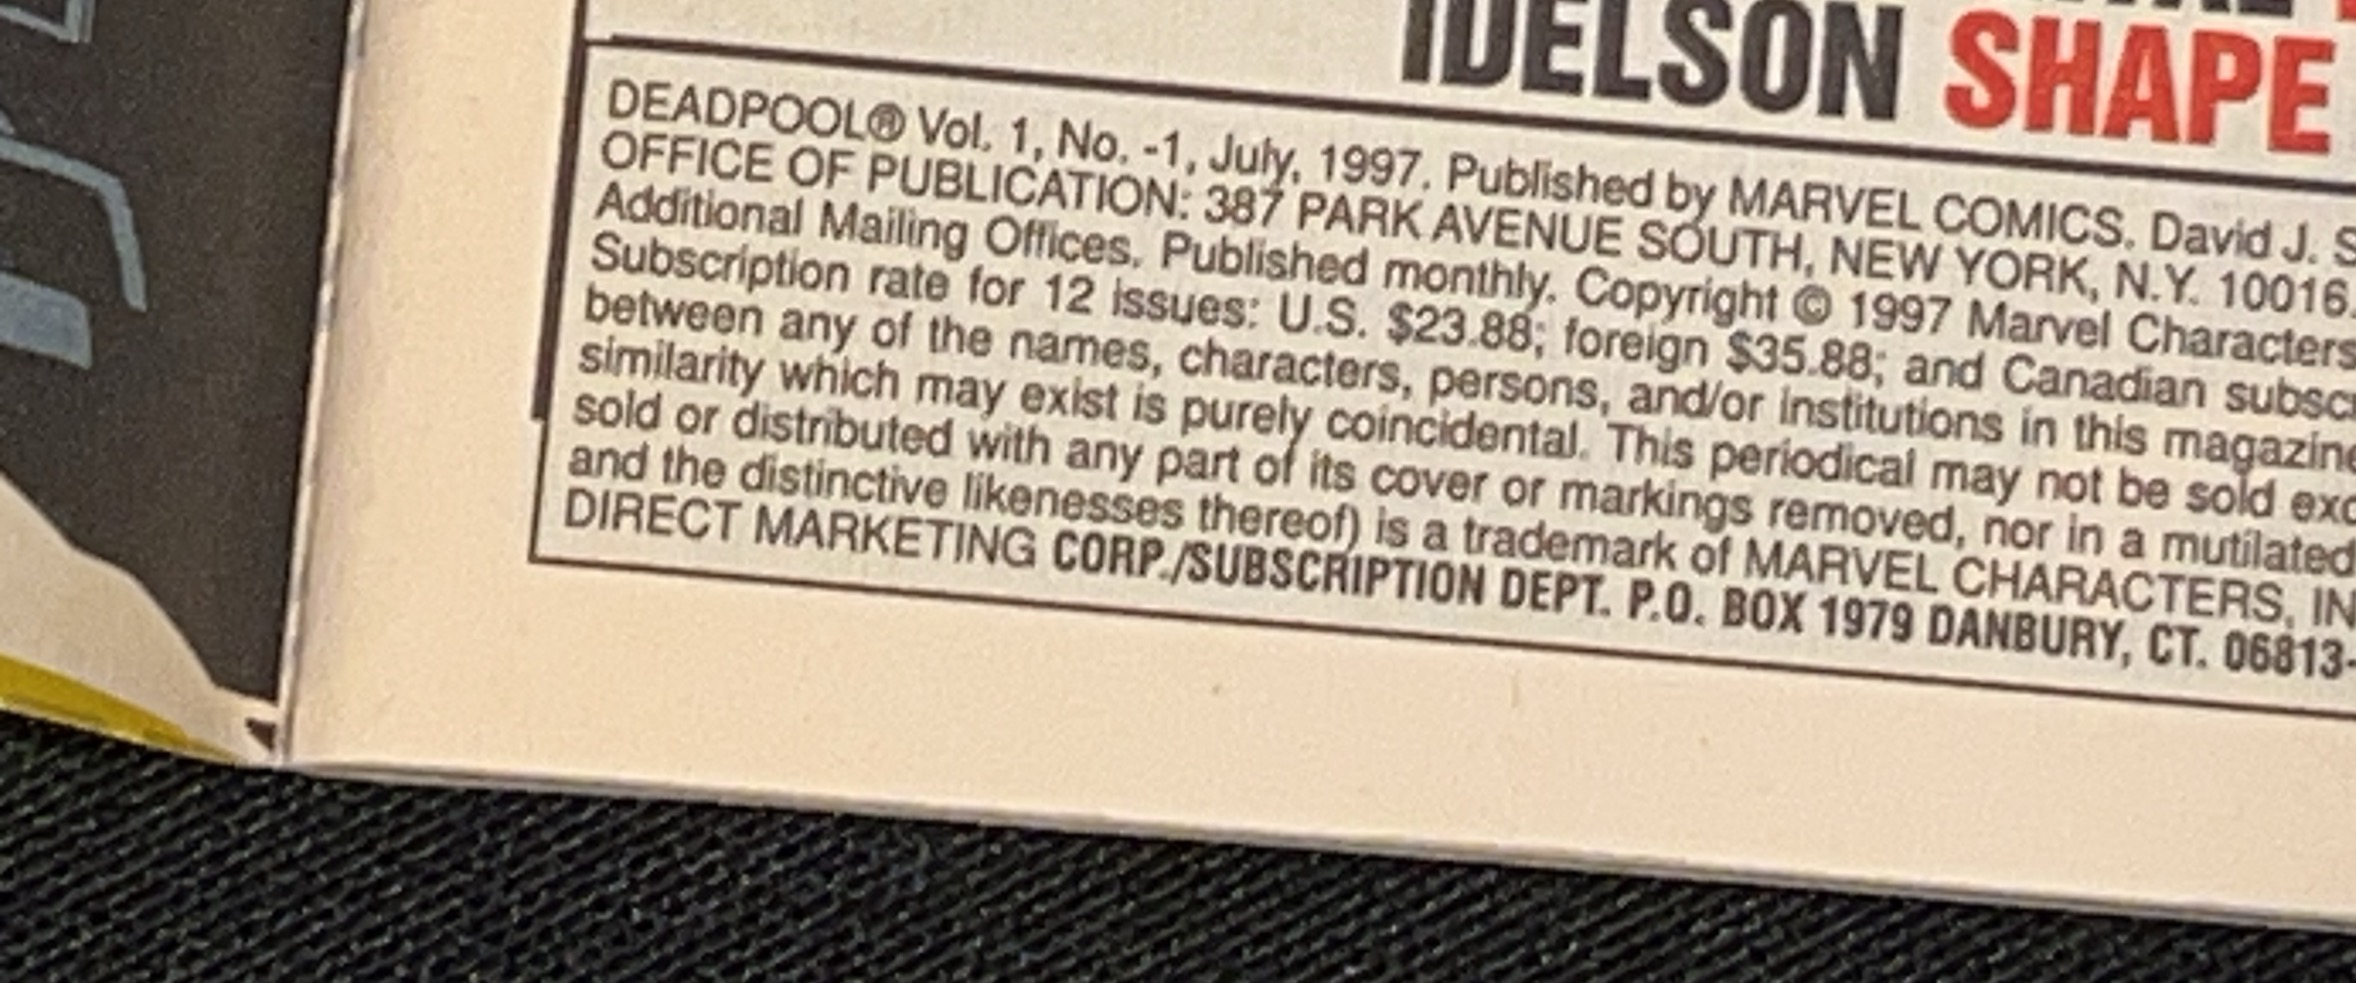 IDELSON SHAPE
DEADPOOL® Vol. 1, No. -1, July, 1997. Published by MARVEL COMICS. David J. S
OFFICE OF PUBLICATION: 387 PARK AVENUE SOUTH, NEW YORK, N.Y. 10016.
Additional Mailing Offices. Published monthly. Copyright © 1997 Marvel Characters
Subscription rate for 12 issues: U.S. $23.88; foreign $35.88; and Canadian subscr
between any of the names, characters, persons, and/or institutions in this magazine
similarity which may exist is purely coincidental. This periodical may not be sold exc
sold or distributed with any part of its cover or markings removed, nor in a mutilated
and the distinctive likenesses thereof) is a trademark of MARVEL CHARACTERS, IN
DIRECT MARKETING CORP./SUBSCRIPTION DEPT. P.O. BOX 1979 DANBURY, CT. 06813-